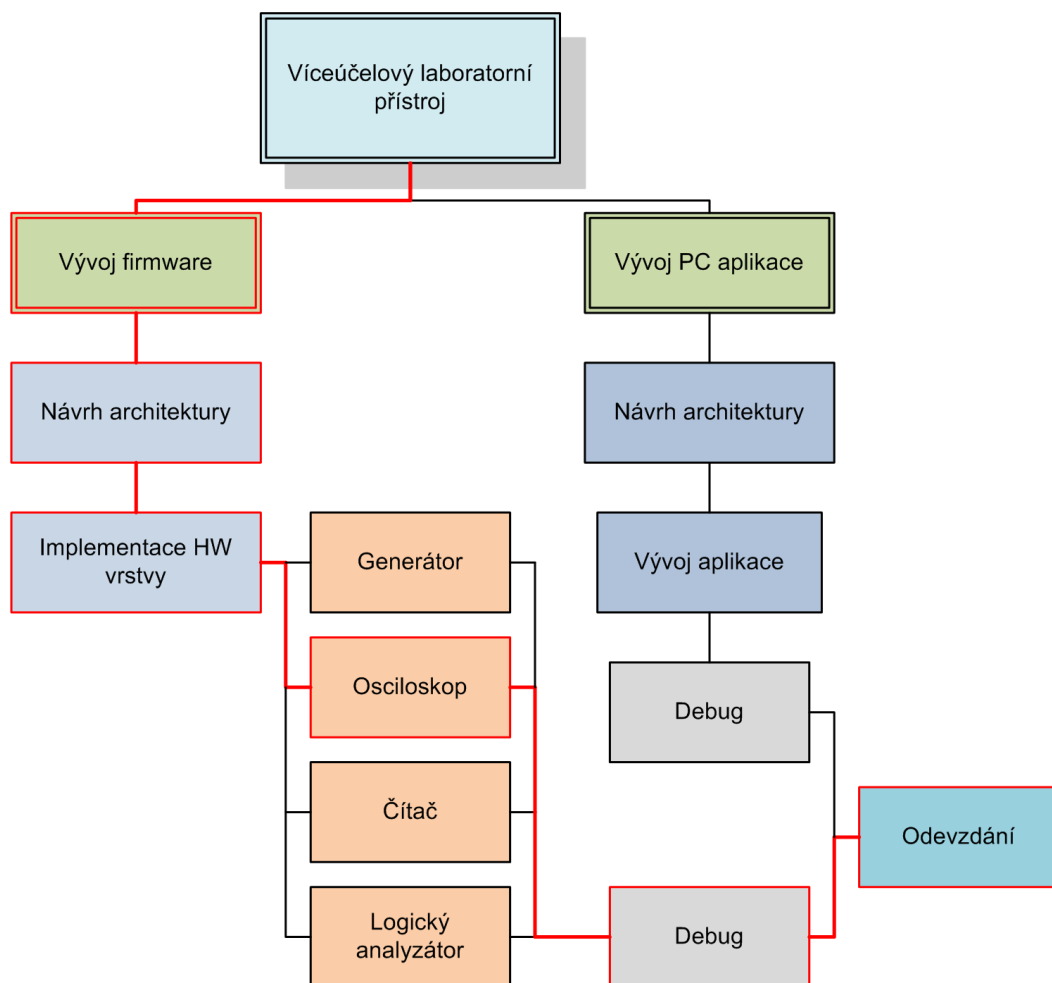 Víceúčelový laboratorní
přístroj
Vývoj firmware
Vývoj PC aplikace
Návrh architektury
Návrh architektury
Implementace HW
vrstvy
Generátor
Vývoj aplikace
Osciloskop
Debug
Čítač
Odevzdání
Logický
analyzátor
Debug